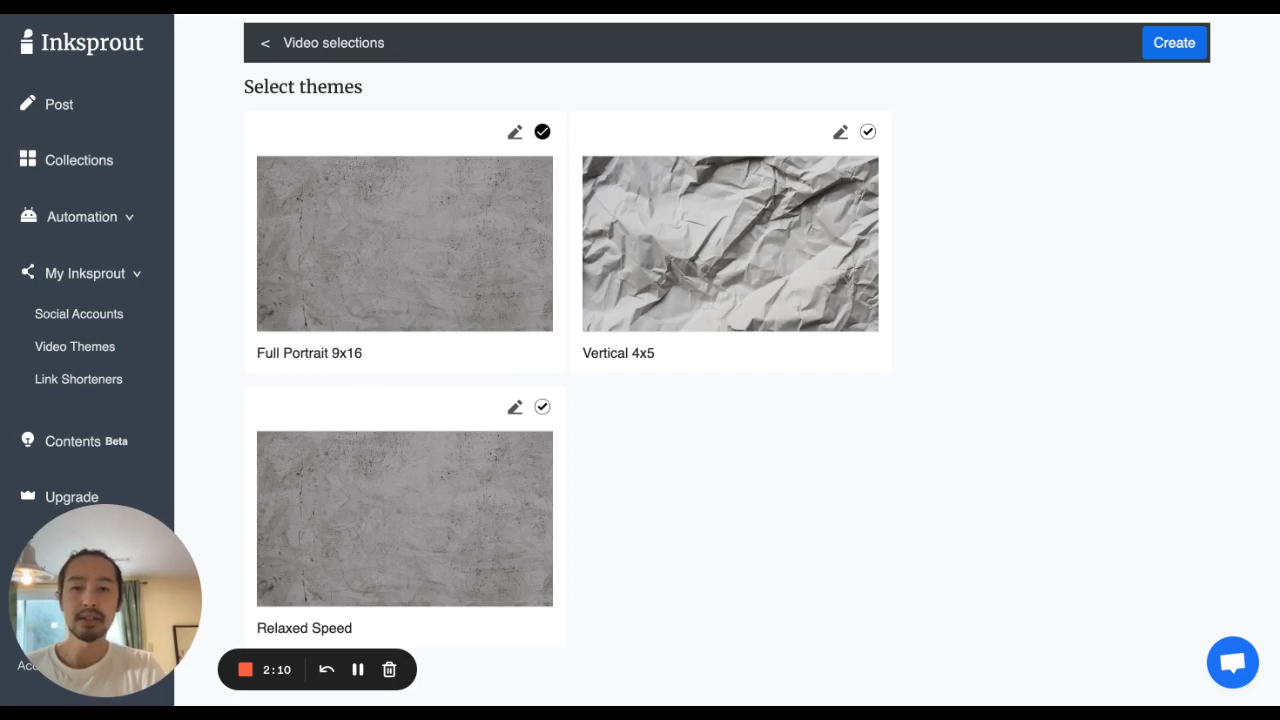 Inksprout
< Video selections
Create
Select themes
Post
Collections
Automation
My Inksprout
Social Accounts
Video Themes
Link Shorteners
Contents Beta
Upgrade
Full Portrait 9x16
Vertical 4x5
Relaxed Speed
2:10